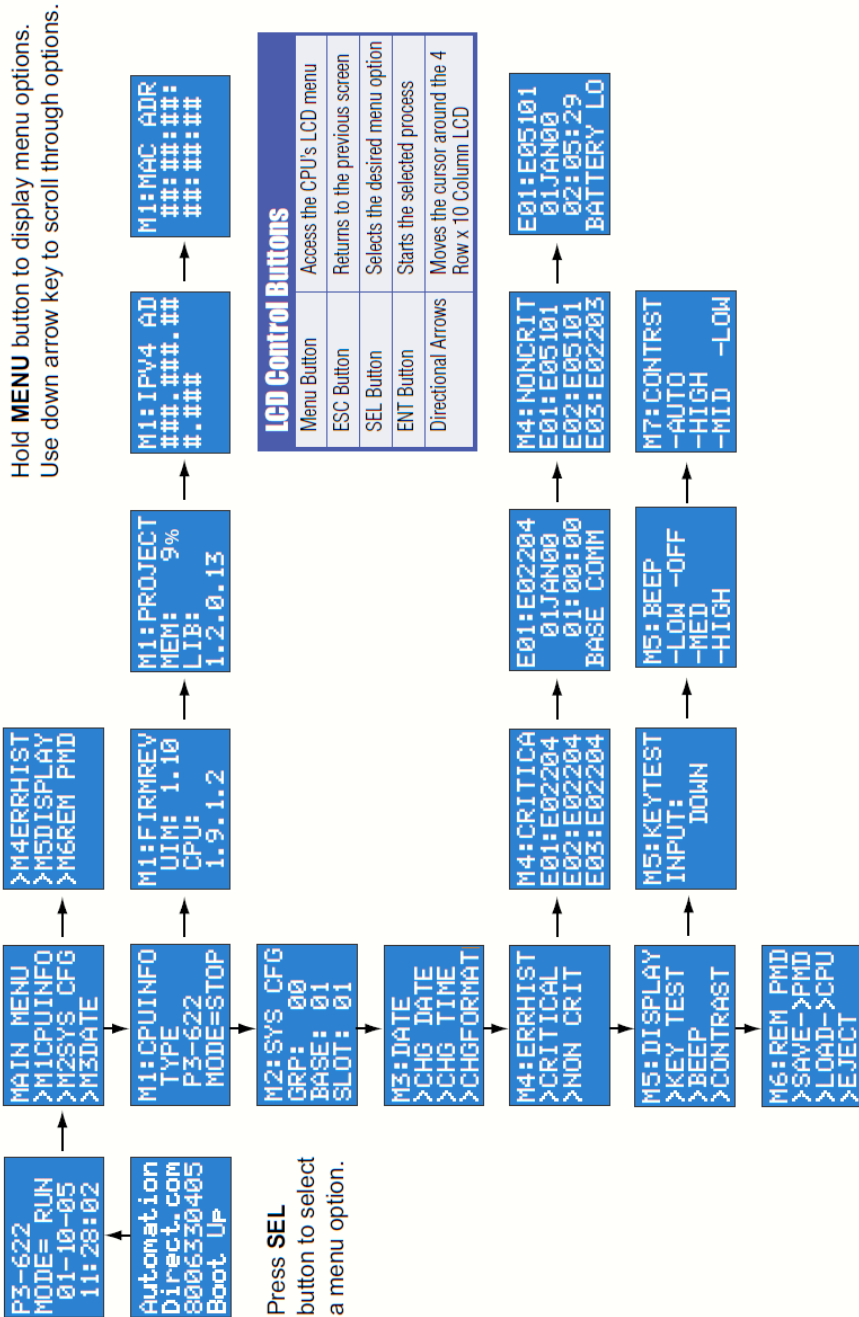 Hold MENU button to display menu options.
Use down arrow key to scroll through options.
P3-622
MODE= RUN
01-10-05
11:28:02
Automation
Direct.com
8006330405
Boot Up
Press SEL
button to select
a menu option.
MAIN MENU
>M1CPUINFO
>M2SYS CFG
>M3DATE
>M4ERRHIST
>M5DISPLAY
>M6REM PMD
M1:CPUINFO
TYPE
P3-622
MODE=STOP
M1:FIRMREV
UIM: 1.10
CPU:
1.9.1.2
M1:PROJECT
MEM: 9%
LIB:
1.2.0.13
M1:IPV4 AD
###.###.##
#.###
M1:MAC ADR
##:##:##:
##:##:##
M2:SYS CFG
GRP: 00
BASE: 01
SLOT: 01
LCD Control Buttons
Menu Button Access the CPU's LCD menu
ESC Button Returns to the previous screen
SEL Button Selects the desired menu option
ENT Button Starts the selected process
Directional Arrows Moves the cursor around the 4
Row x 10 Column LCD
M3:DATE
>CHG DATE
>CHG TIME
>CHGFORMAT
M4:ERRHIST
>CRITICAL
>NON CRIT
M4:CRITICA
E01:E02204
E02:E02204
E03:E02204
E01:E02204
01JAN00
01:00:00
BASE COMM
M4:NONCRIT
E01:E05101
E02:E05101
E03:E02203
E01:E05101
01JAN00
02:05:29
BATTERY LO
M5:DISPLAY
>KEY TEST
>BEEP
>CONTRAST
M5:KEYTEST
INPUT:
DOWN
M5:BEEP
-LOW -OFF
-MED
-HIGH
M7:CONTRST
-AUTO
-HIGH
-MID -LOW
M6:REM PMD
>SAVE->PMD
>LOAD->CPU
>EJECT